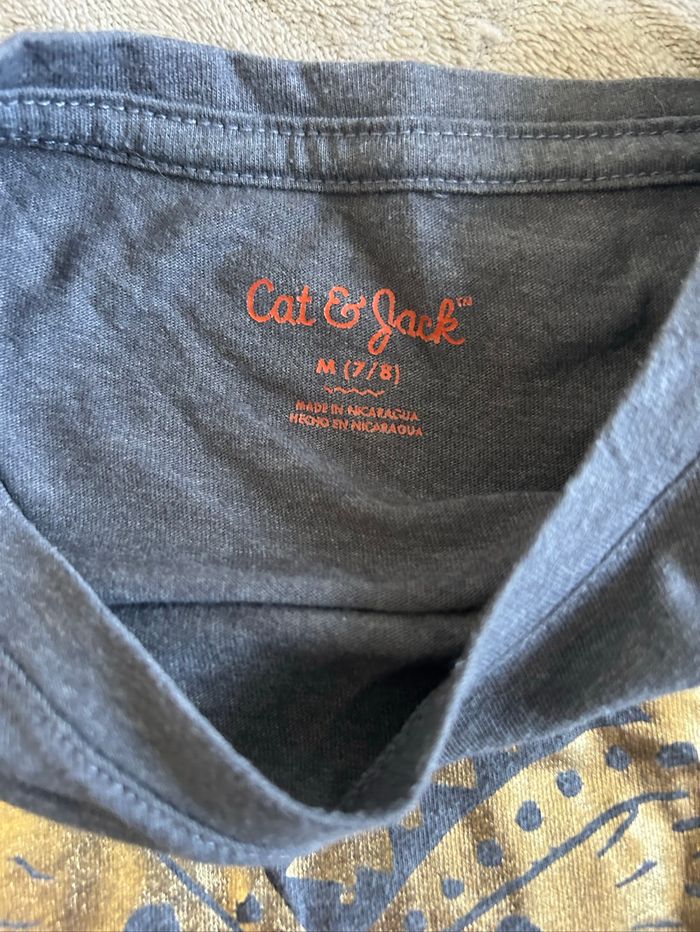 Cat & Jack™
M (7/8)
MADE IN NICARAGUA
HECHO EN NICARAGUA